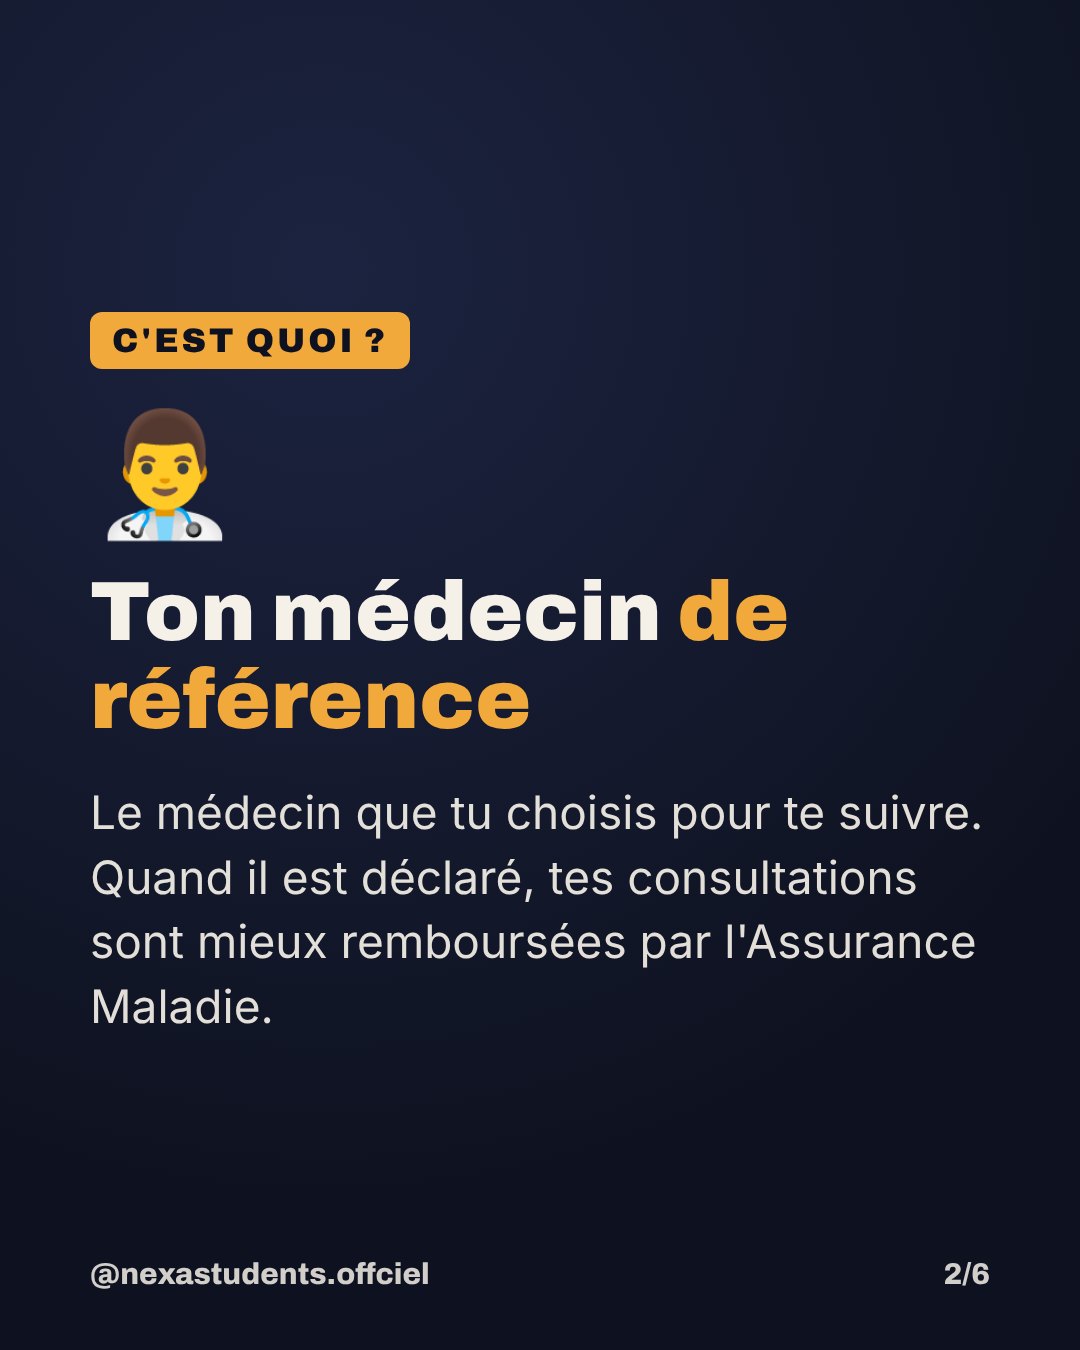 C'EST QUOI ?
Ton médecin de
référence
Le médecin que tu choisis pour te suivre.
Quand il est déclaré, tes consultations
sont mieux remboursées par l'Assurance
Maladie.
@nexastudents.offciel
2/6